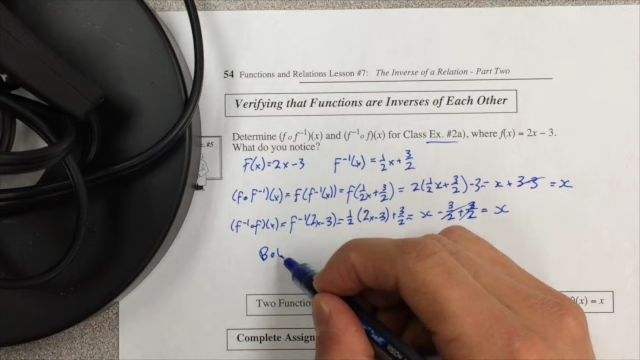 54 Functions and Relations Lesson #7: The Inverse of a Relation - Part Two
Verifying that Functions are Inverses of Each Other
#5
Determine (f∘f⁻¹)(x) and (f⁻¹∘f)(x) for Class Ex. #2a), where f(x) = 2x − 3.
What do you notice?
F(x)=2x-3 F⁻¹(x)=1/2x+3/2
(f∘f⁻¹)(x)=f(f⁻¹(x))=f(1/2x+3/2)=2(1/2x+3/2)-3=x+3-3=x
(f⁻¹∘f)(x)=f⁻¹(2x-3)=1/2(2x-3)+3/2=x-3/2+3/2=x
Bo
Two Functio
)(x) = x
Complete Assign